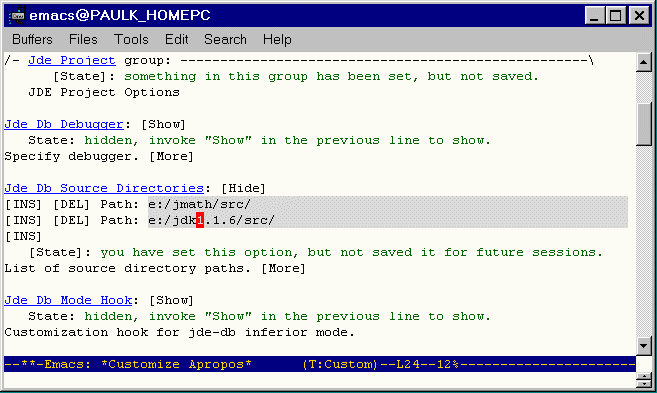 emacs@PAULK_HOMEPC
Buffers Files Tools Edit Search Help
/- Jde Project group: ---------------------------------------------------\
[State]: something in this group has been set, but not saved.
JDE Project Options
Jde Db Debugger: [Show]
State: hidden, invoke "Show" in the previous line to show.
Specify debugger. [More]
Jde Db Source Directories: [Hide]
[INS] [DEL] Path: e:/jmath/src/
[INS] [DEL] Path: e:/jdk1.1.6/src/
[INS]
[State]: you have set this option, but not saved it for future sessions.
List of source directory paths. [More]
Jde Db Mode Hook: [Show]
State: hidden, invoke "Show" in the previous line to show.
Customization hook for jde-db inferior mode.
--**-Emacs: *Customize Apropos* (T:Custom)--L24--12%----------------------